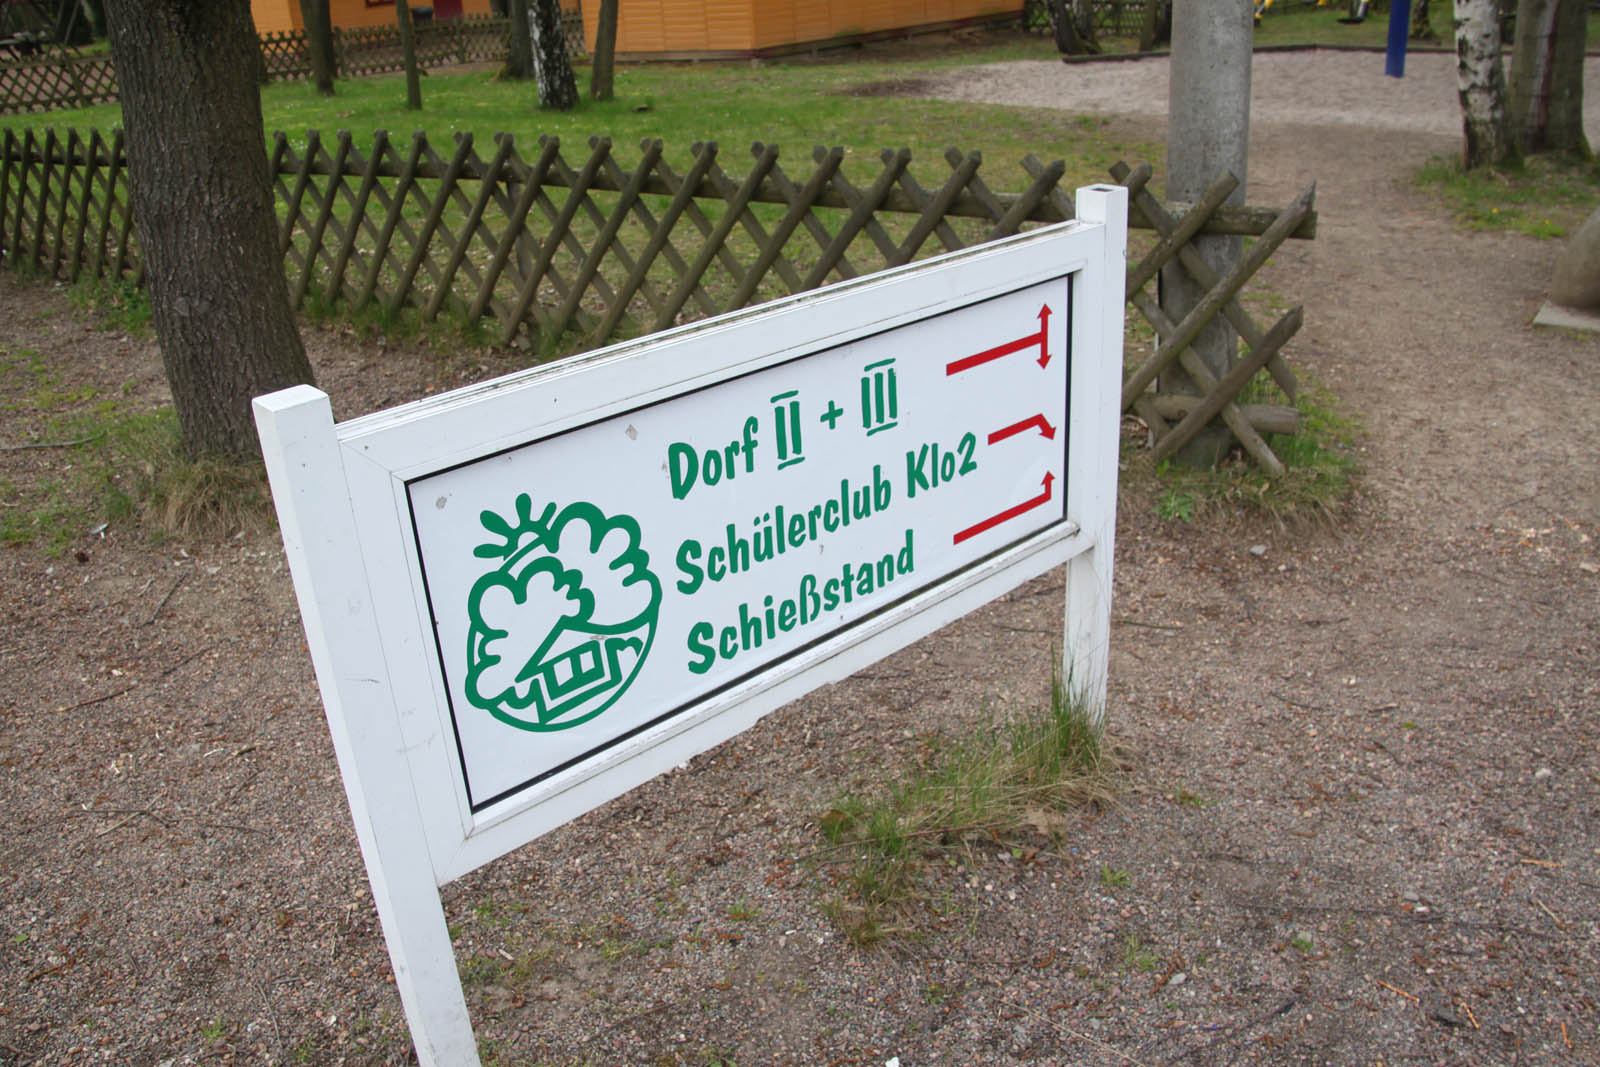 Dorf II + III
Schülerclub Klo2
Schießstand